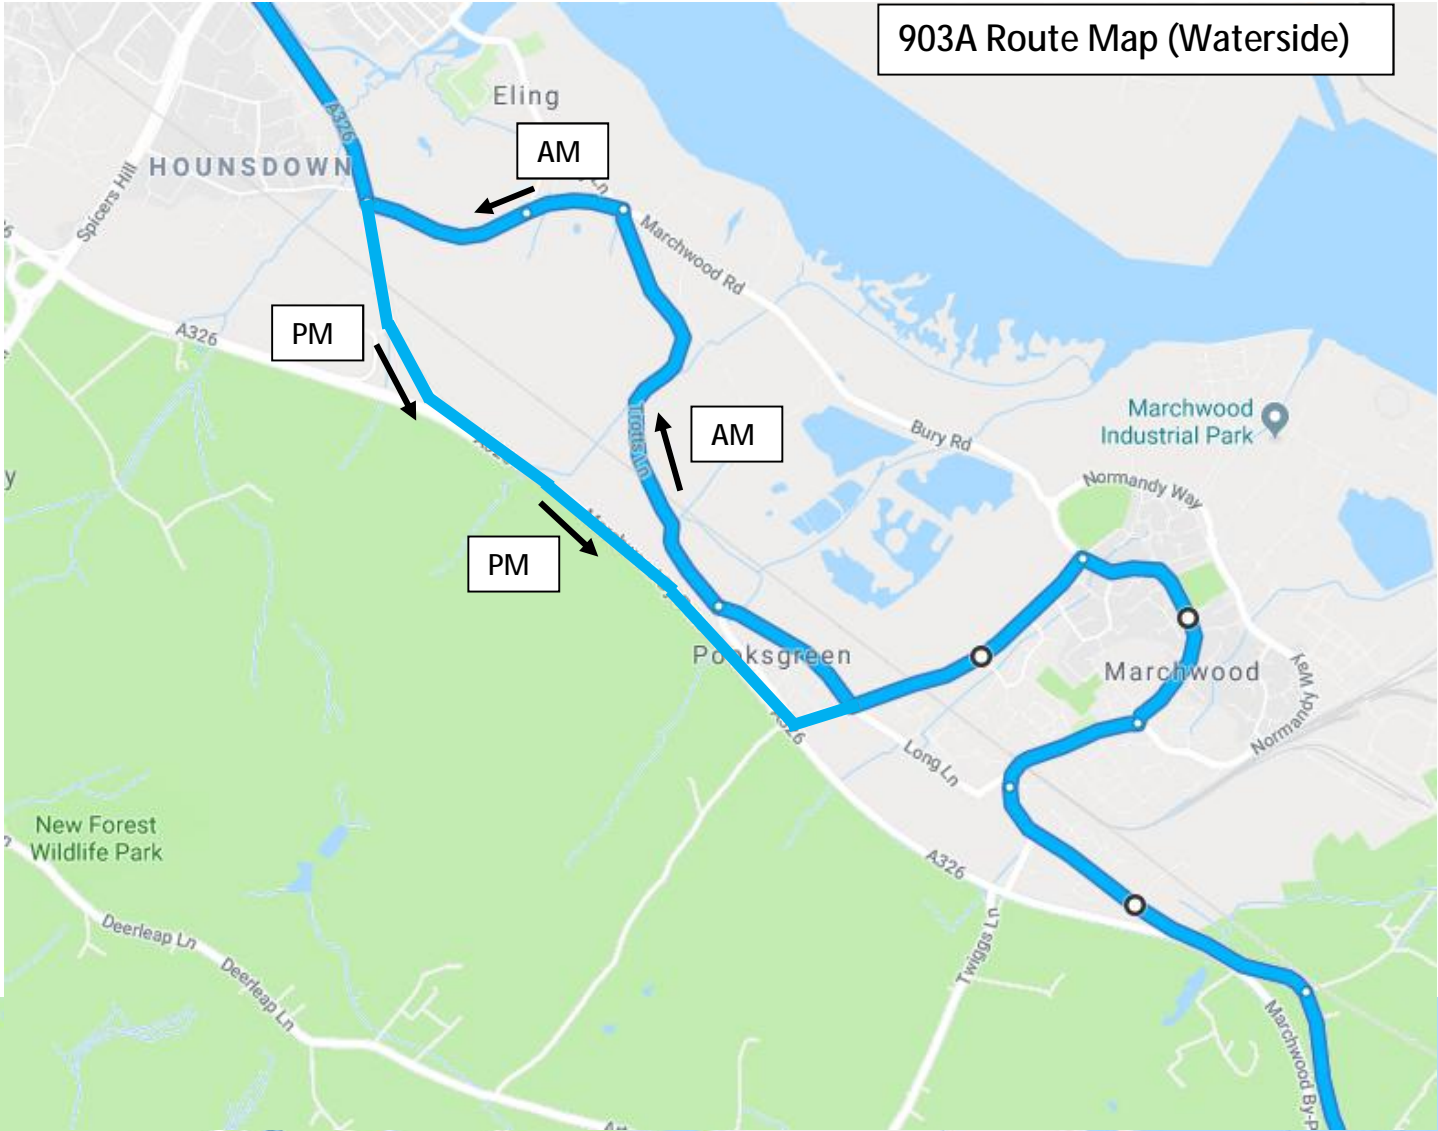 903A Route Map (Waterside)
Eling
A326
AM
HOUNSDOWN
Ln
Spicers Hill
Marchwood Rd
PM
A326
Marchwood
Industrial Park
AM
Trotts Ln
Bury Rd
Normandy Way
y
PM
Pooksgreen
Marchwood
Normandy Way
A326
Long Ln
New Forest
Wildlife Park
A326
Deerleap Ln
Twiggs Ln
Deerleap Ln
Marchwood By-P